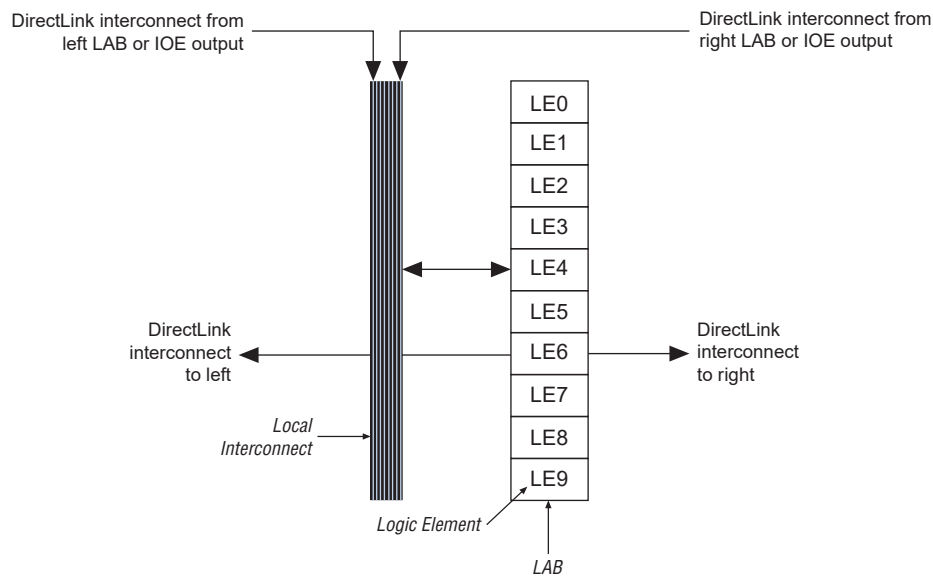 DirectLink interconnect from
left LAB or IOE output
DirectLink interconnect from
right LAB or IOE output
LE0
LE1
LE2
LE3
LE4
LE5
LE6
LE7
LE8
LE9
DirectLink
interconnect
to left
DirectLink
interconnect
to right
Local
Interconnect
Logic Element
LAB